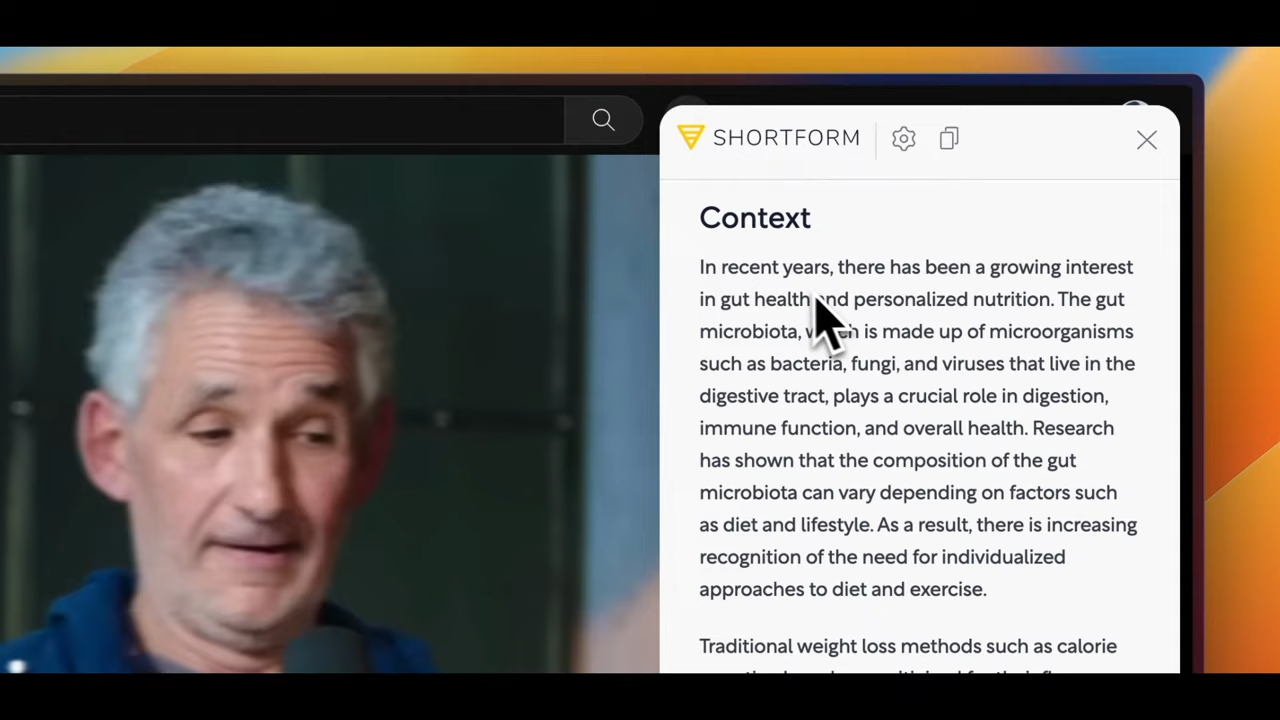 SHORTFORM
Context
In recent years, there has been a growing interest
in gut health and personalized nutrition. The gut
microbiota, which is made up of microorganisms
such as bacteria, fungi, and viruses that live in the
digestive tract, plays a crucial role in digestion,
immune function, and overall health. Research
has shown that the composition of the gut
microbiota can vary depending on factors such
as diet and lifestyle. As a result, there is increasing
recognition of the need for individualized
approaches to diet and exercise.
Traditional weight loss methods such as calorie